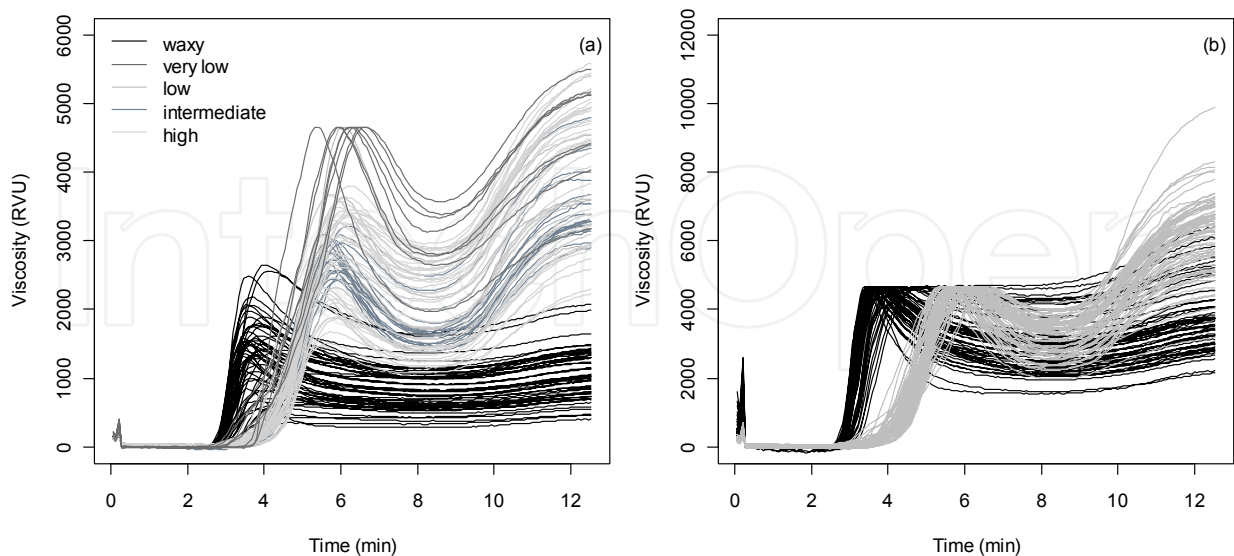 (a)
waxy
very low
low
intermediate
high
Viscosity (RVU)
6000
5000
4000
3000
2000
1000
0
0 2 4 6 8 10 12
Time (min)
(b)
Viscosity (RVU)
12000
10000
8000
6000
4000
2000
0
0 2 4 6 8 10 12
Time (min)
IntechOpen